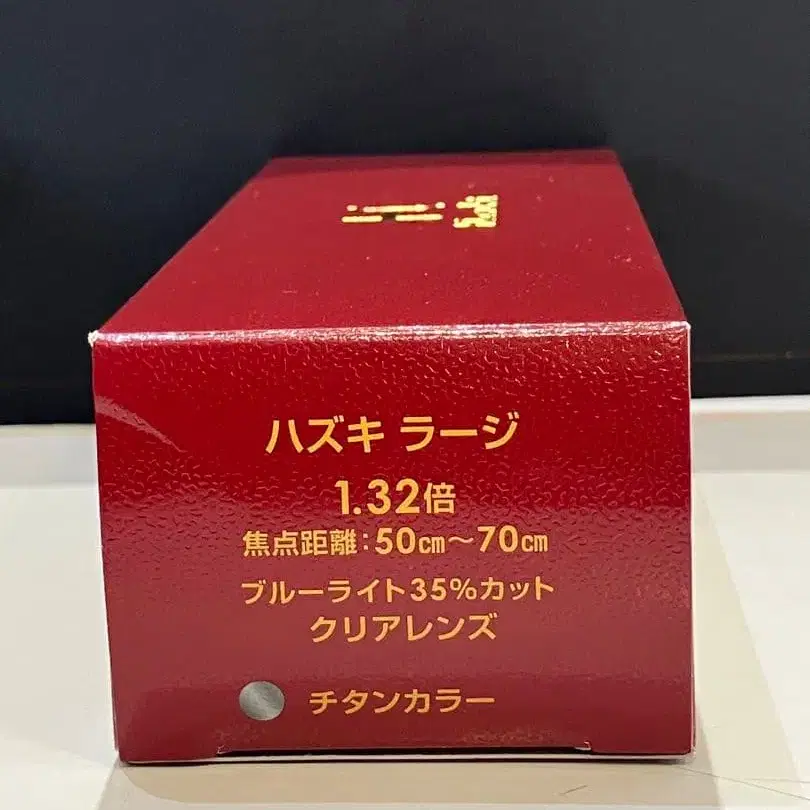 ハズキ ラージ
1.32倍
焦点距離:50㎝～70㎝
ブルーライト35%カット
クリアレンズ
チタンカラー